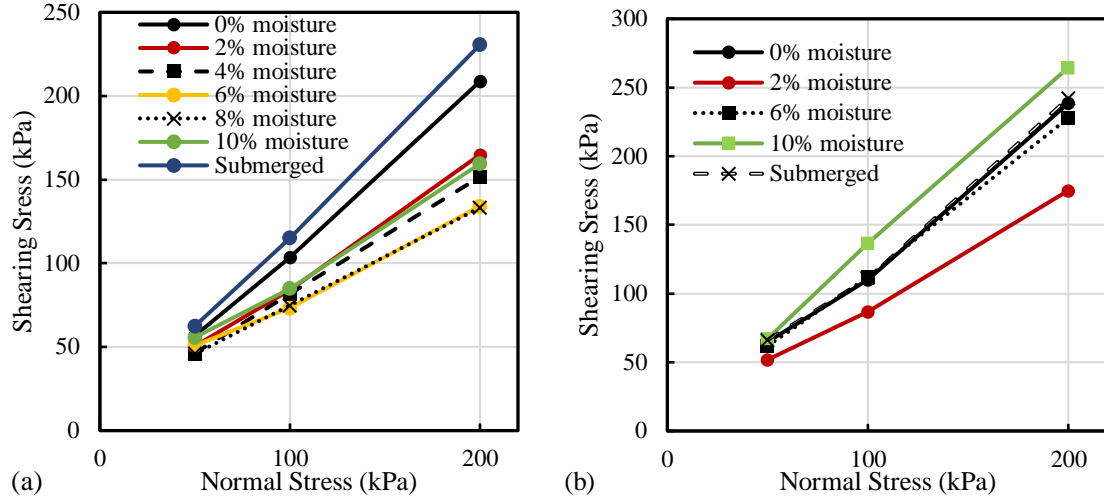 250
200
150
100
50
0
Shearing Sress (kPa)
0% moisture
2% moisture
4% moisture
6% moisture
8% moisture
10% moisture
Submerged
0
100
200
Normal Stress (kPa)
(a)
300
250
200
150
100
50
0
Shearing Sress (kPa)
0% moisture
2% moisture
6% moisture
10% moisture
Submerged
0
100
200
Normal Stress (kPa)
(b)